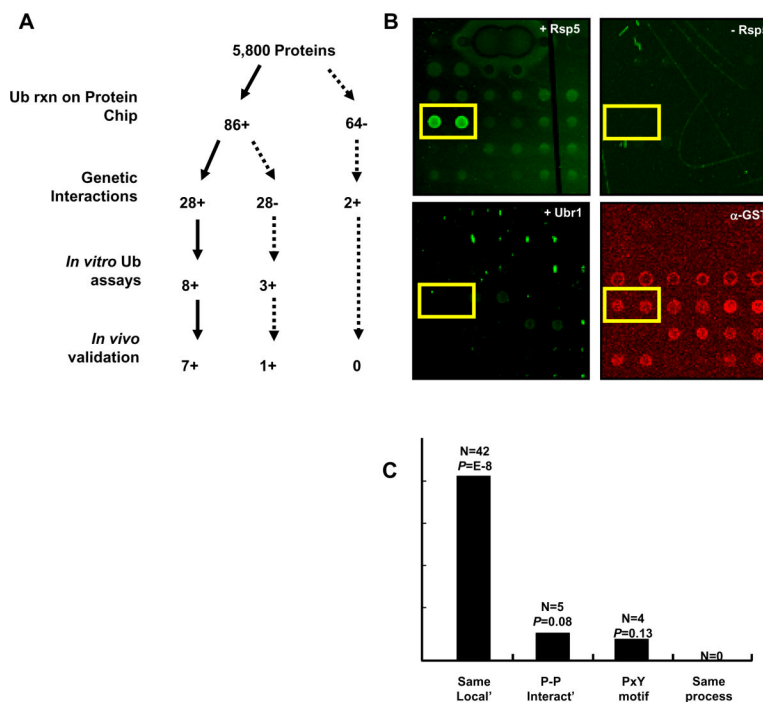 A
5,800 Proteins
Ub rxn on Protein
Chip
86+
64-
Genetic
Interactions
28+
28-
2+
In vitro Ub
assays
8+
3+
In vivo
validation
7+
1+
0
B
+ Rsp5
- Rsp5
+ Ubr1
α-GST
C
N=42
P=E-8
N=5
P=0.08
N=4
P=0.13
N=0
Same
Local'
P-P
Interact'
PxY
motif
Same
process